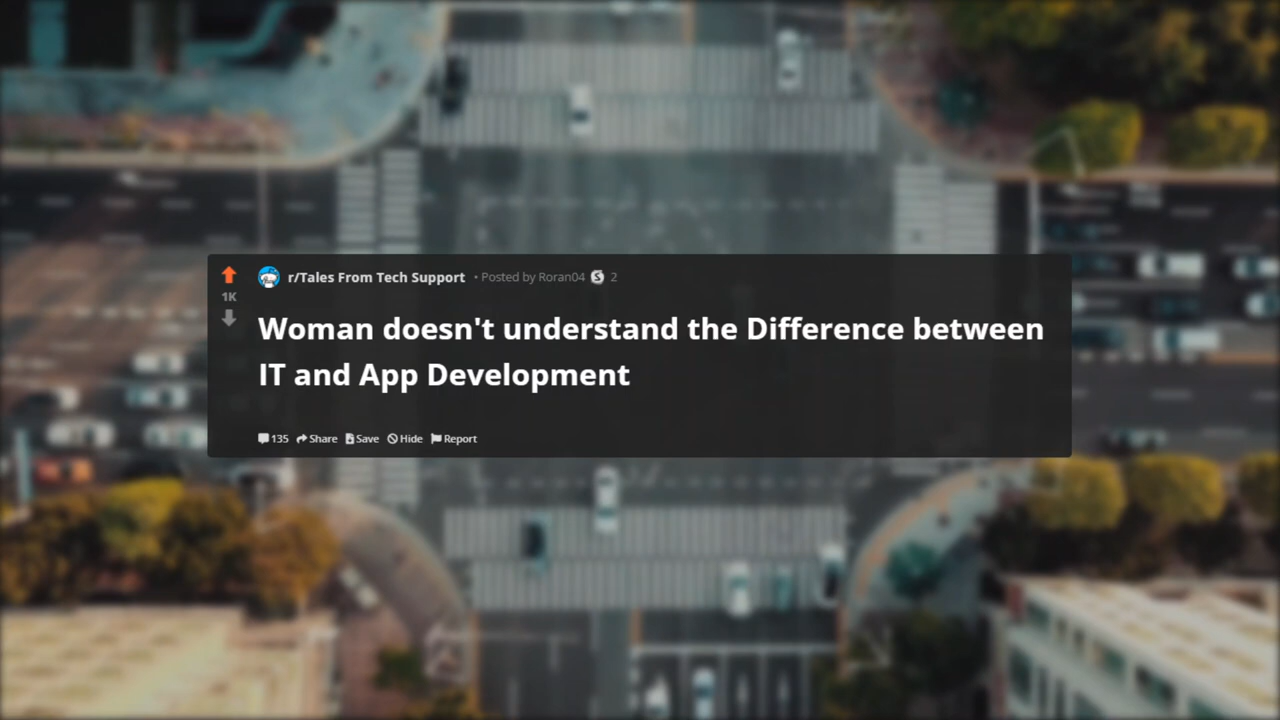 r/Tales From Tech Support • Posted by Roran04 S 2
1K
Woman doesn't understand the Difference between
IT and App Development
135 Share Save Hide Report